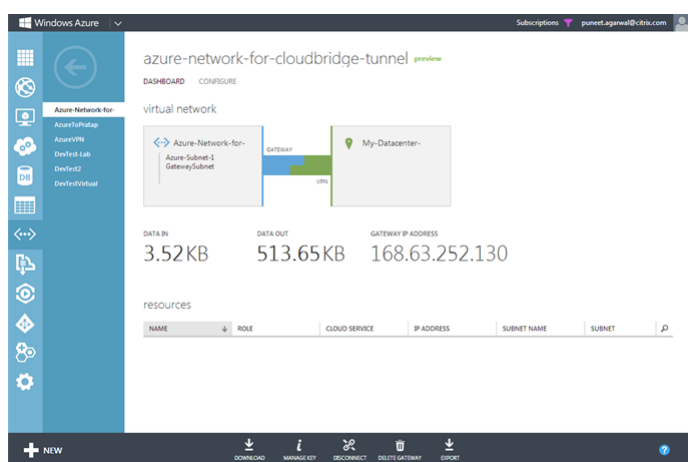 Windows Azure
Subscriptions
puneet.agarwal@citrix.com
azure-network-for-cloudbridge-tunnel preview
DASHBOARD CONFIGURE
Azure-Network-for-
AzureToPratap
AzureVPN
DevTest-Lab
DevTest2
DevTestVirtual
DB
virtual network
Azure-Network-for-
Azure-Subnet-1
GatewaySubnet
GATEWAY
VPN
My-Datacenter-
DATA IN DATA OUT GATEWAY IP ADDRESS
3.52KB 513.65KB 168.63.252.130
resources
NAME ROLE CLOUD SERVICE IP ADDRESS SUBNET NAME SUBNET
NEW
DOWNLOAD MANAGE KEY DISCONNECT DELETE GATEWAY EXPORT
?